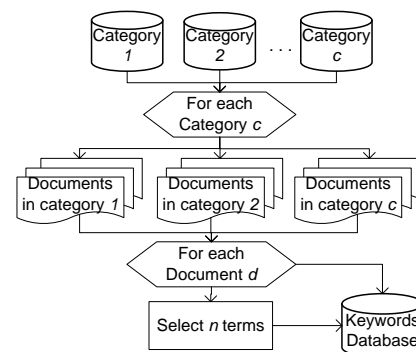 Category
1
Category
2
. . .
Category
c
For each
Category c
Documents
in category 1
Documents
in category 2
Documents
in category c
For each
Document d
Select n terms
Keywords
Database